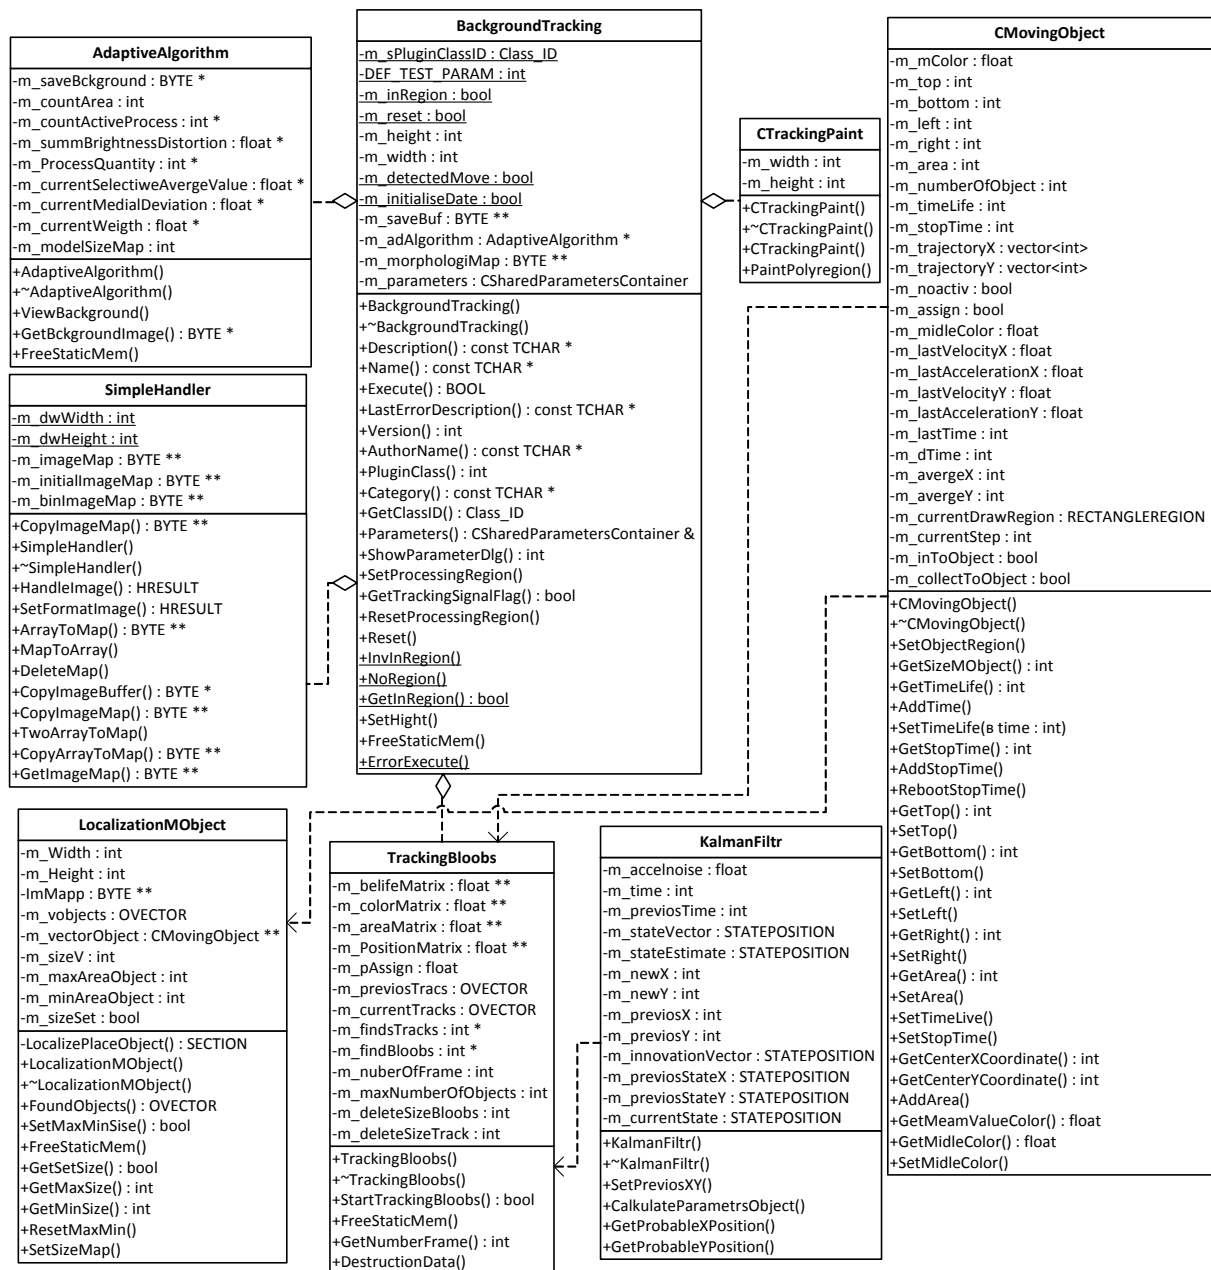 AdaptiveAlgorithm
-m_saveBckground : BYTE *
-m_countArea : int
-m_countActiveProcess : int *
-m_summBrightnessDistortion : float *
-m_ProcessQuantity : int *
-m_currentSelectiweAvergeValue : float *
-m_currentMedialDeviation : float *
-m_currentWeigth : float *
-m_modelSizeMap : int
+AdaptiveAlgorithm()
+~AdaptiveAlgorithm()
+ViewBackground()
+GetBckgroundImage() : BYTE *
+FreeStaticMem()
SimpleHandler
-m_dwWidth : int
-m_dwHeight : int
-m_imageMap : BYTE **
-m_initialImageMap : BYTE **
-m_binImageMap : BYTE **
+CopyImageMap() : BYTE **
+SimpleHandler()
+~SimpleHandler()
+HandleImage() : HRESULT
+SetFormatImage() : HRESULT
+ArrayToMap() : BYTE **
+MapToArray()
+DeleteMap()
+CopyImageBuffer() : BYTE *
+CopyImageMap() : BYTE **
+TwoArrayToMap()
+CopyArrayToMap() : BYTE **
+GetImageMap() : BYTE **
BackgroundTracking
-m_sPluginClassID : Class_ID
-DEF_TEST_PARAM : int
-m_inRegion : bool
-m_reset : bool
-m_height : int
-m_width : int
-m_detectedMove : bool
-m_initialiseDate : bool
-m_saveBuf : BYTE **
-m_adAlgorithm : AdaptiveAlgorithm *
-m_morphologiMap : BYTE **
-m_parameters : CSharedParametersContainer
+BackgroundTracking()
+~BackgroundTracking()
+Description() : const TCHAR *
+Name() : const TCHAR *
+Execute() : BOOL
+LastErrorDescription() : const TCHAR *
+Version() : int
+AuthorName() : const TCHAR *
+PluginClass() : int
+Category() : const TCHAR *
+GetClassID() : Class_ID
+Parameters() : CSharedParametersContainer &
+ShowParameterDlg() : int
+SetProcessingRegion()
+GetTrackingSignalFlag() : bool
+ResetProcessingRegion()
+Reset()
+InvInRegion()
+NoRegion()
+GetInRegion() : bool
+SetHight()
+FreeStaticMem()
+ErrorExecute()
CTrackingPaint
-m_width : int
-m_height : int
+CTrackingPaint()
+~CTrackingPaint()
+CTrackingPaint()
+PaintPolyregion()
CMovingObject
-m_mColor : float
-m_top : int
-m_bottom : int
-m_left : int
-m_right : int
-m_area : int
-m_numberOfObject : int
-m_timeLife : int
-m_stopTime : int
-m_trajectoryX : vector<int>
-m_trajectoryY : vector<int>
-m_noactiv : bool
-m_assign : bool
-m_midleColor : float
-m_lastVelocityX : float
-m_lastAccelerationX : float
-m_lastVelocityY : float
-m_lastAccelerationY : float
-m_lastTime : int
-m_dTime : int
-m_avergeX : int
-m_avergeY : int
-m_currentDrawRegion : RECTANGLEREGION
-m_currentStep : int
-m_inToObject : bool
-m_collectToObject : bool
+CMovingObject()
+~CMovingObject()
+SetObjectRegion()
+GetSizeMObject() : int
+GetTimeLife() : int
+AddTime()
+SetTimeLife(в time : int)
+GetStopTime() : int
+AddStopTime()
+RebootStopTime()
+GetTop() : int
+SetTop()
+GetBottom() : int
+SetBottom()
+GetLeft() : int
+SetLeft()
+GetRight() : int
+SetRight()
+GetArea() : int
+SetArea()
+SetTimeLive()
+SetStopTime()
+GetCenterXCoordinate() : int
+GetCenterYCoordinate() : int
+AddArea()
+GetMeamValueColor() : float
+GetMidleColor() : float
+SetMidleColor()
LocalizationMObject
-m_Width : int
-m_Height : int
-ImMapp : BYTE **
-m_vobjects : OVECTOR
-m_vectorObject : CMovingObject **
-m_sizeV : int
-m_maxAreaObject : int
-m_minAreaObject : int
-m_sizeSet : bool
-LocalizePlaceObject() : SECTION
+LocalizationMObject()
+~LocalizationMObject()
+FoundObjects() : OVECTOR
+SetMaxMinSise() : bool
+FreeStaticMem()
+GetSetSize() : bool
+GetMaxSize() : int
+GetMinSize() : int
+ResetMaxMin()
+SetSizeMap()
TrackingBloobs
-m_belifeMatrix : float **
-m_colorMatrix : float **
-m_areaMatrix : float **
-m_PositionMatrix : float **
-m_pAssign : float
-m_previosTracs : OVECTOR
-m_currentTracks : OVECTOR
-m_findsTracks : int *
-m_findBloobs : int *
-m_nuberOfFrame : int
-m_maxNumberOfObjects : int
-m_deleteSizeBloobs : int
-m_deleteSizeTrack : int
+TrackingBloobs()
+~TrackingBloobs()
+StartTrackingBloobs() : bool
+FreeStaticMem()
+GetNumberFrame() : int
+DestructionData()
KalmanFiltr
-m_accelnoise : float
-m_time : int
-m_previosTime : int
-m_stateVector : STATEPOSITION
-m_stateEstimate : STATEPOSITION
-m_newX : int
-m_newY : int
-m_previosX : int
-m_previosY : int
-m_innovationVector : STATEPOSITION
-m_previosStateX : STATEPOSITION
-m_previosStateY : STATEPOSITION
-m_currentState : STATEPOSITION
+KalmanFiltr()
+~KalmanFiltr()
+SetPreviosXY()
+CalkulateParametrsObject()
+GetProbableXPosition()
+GetProbableYPosition()